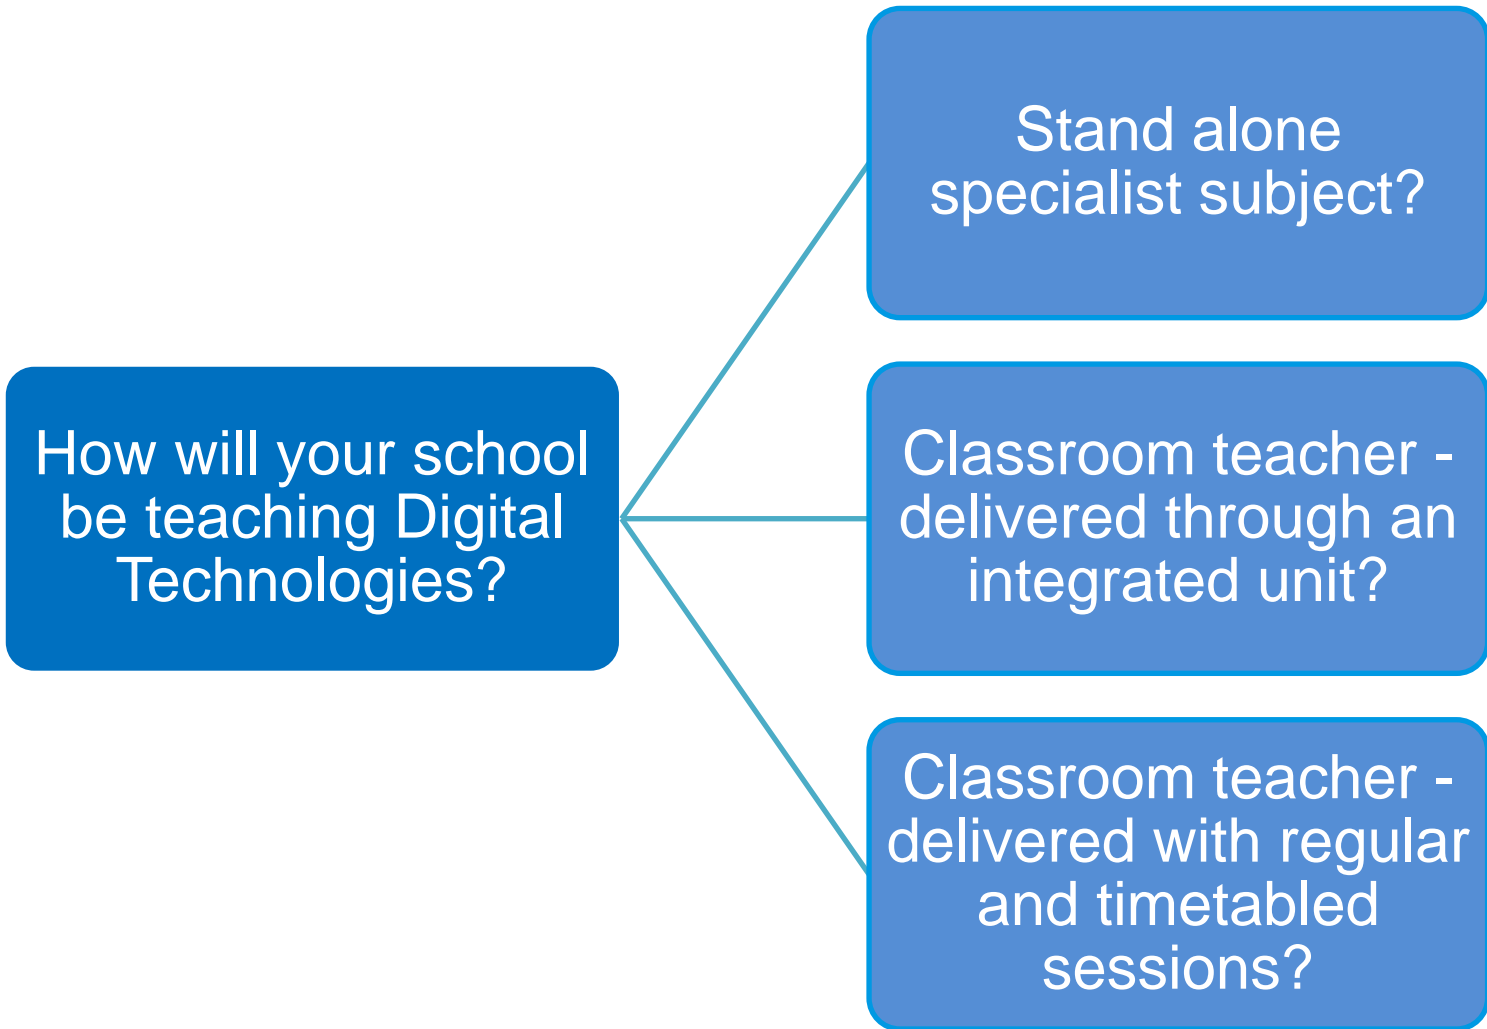 How will your school
be teaching Digital
Technologies?
Stand alone
specialist subject?
Classroom teacher -
delivered through an
integrated unit?
Classroom teacher -
delivered with regular
and timetabled
sessions?